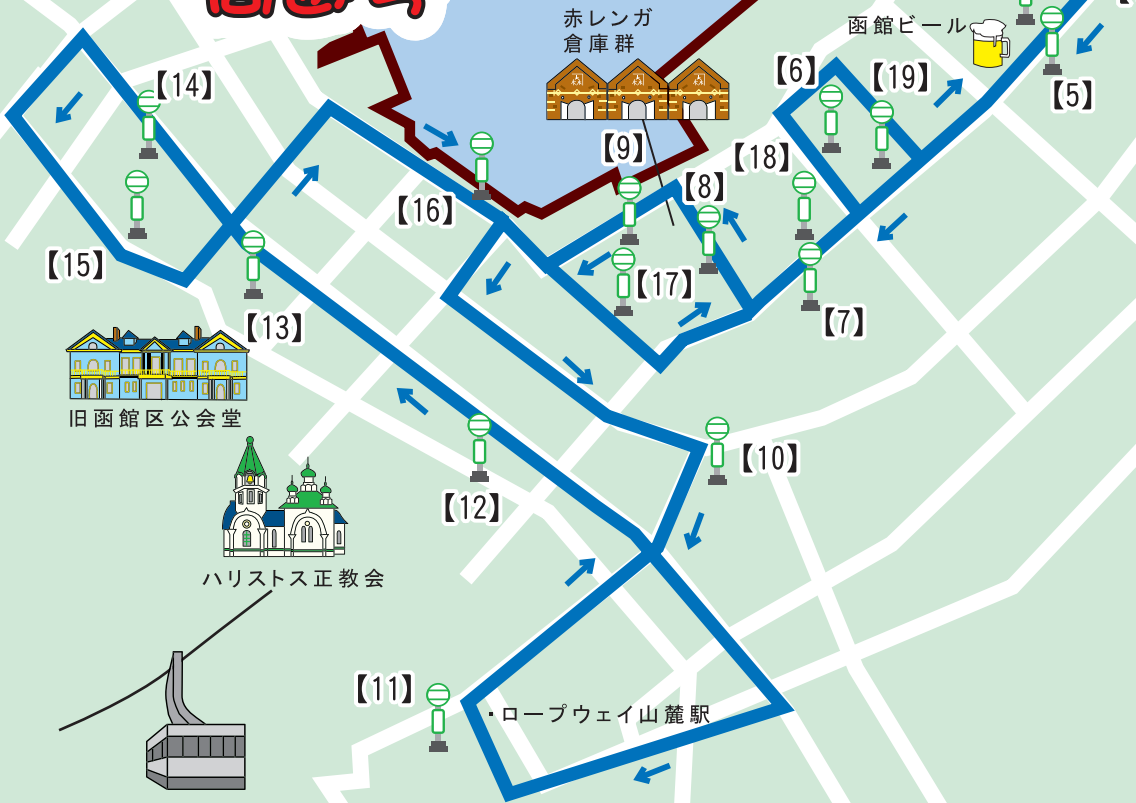 赤レンガ
倉庫群
函館ビール
【5】
【6】
【19】
【14】
【9】
【18】
【8】
【16】
【15】
【17】
【13】
【7】
旧函館区公会堂
【10】
【12】
ハリストス正教会
【11】
・ロープウェイ山麓駅